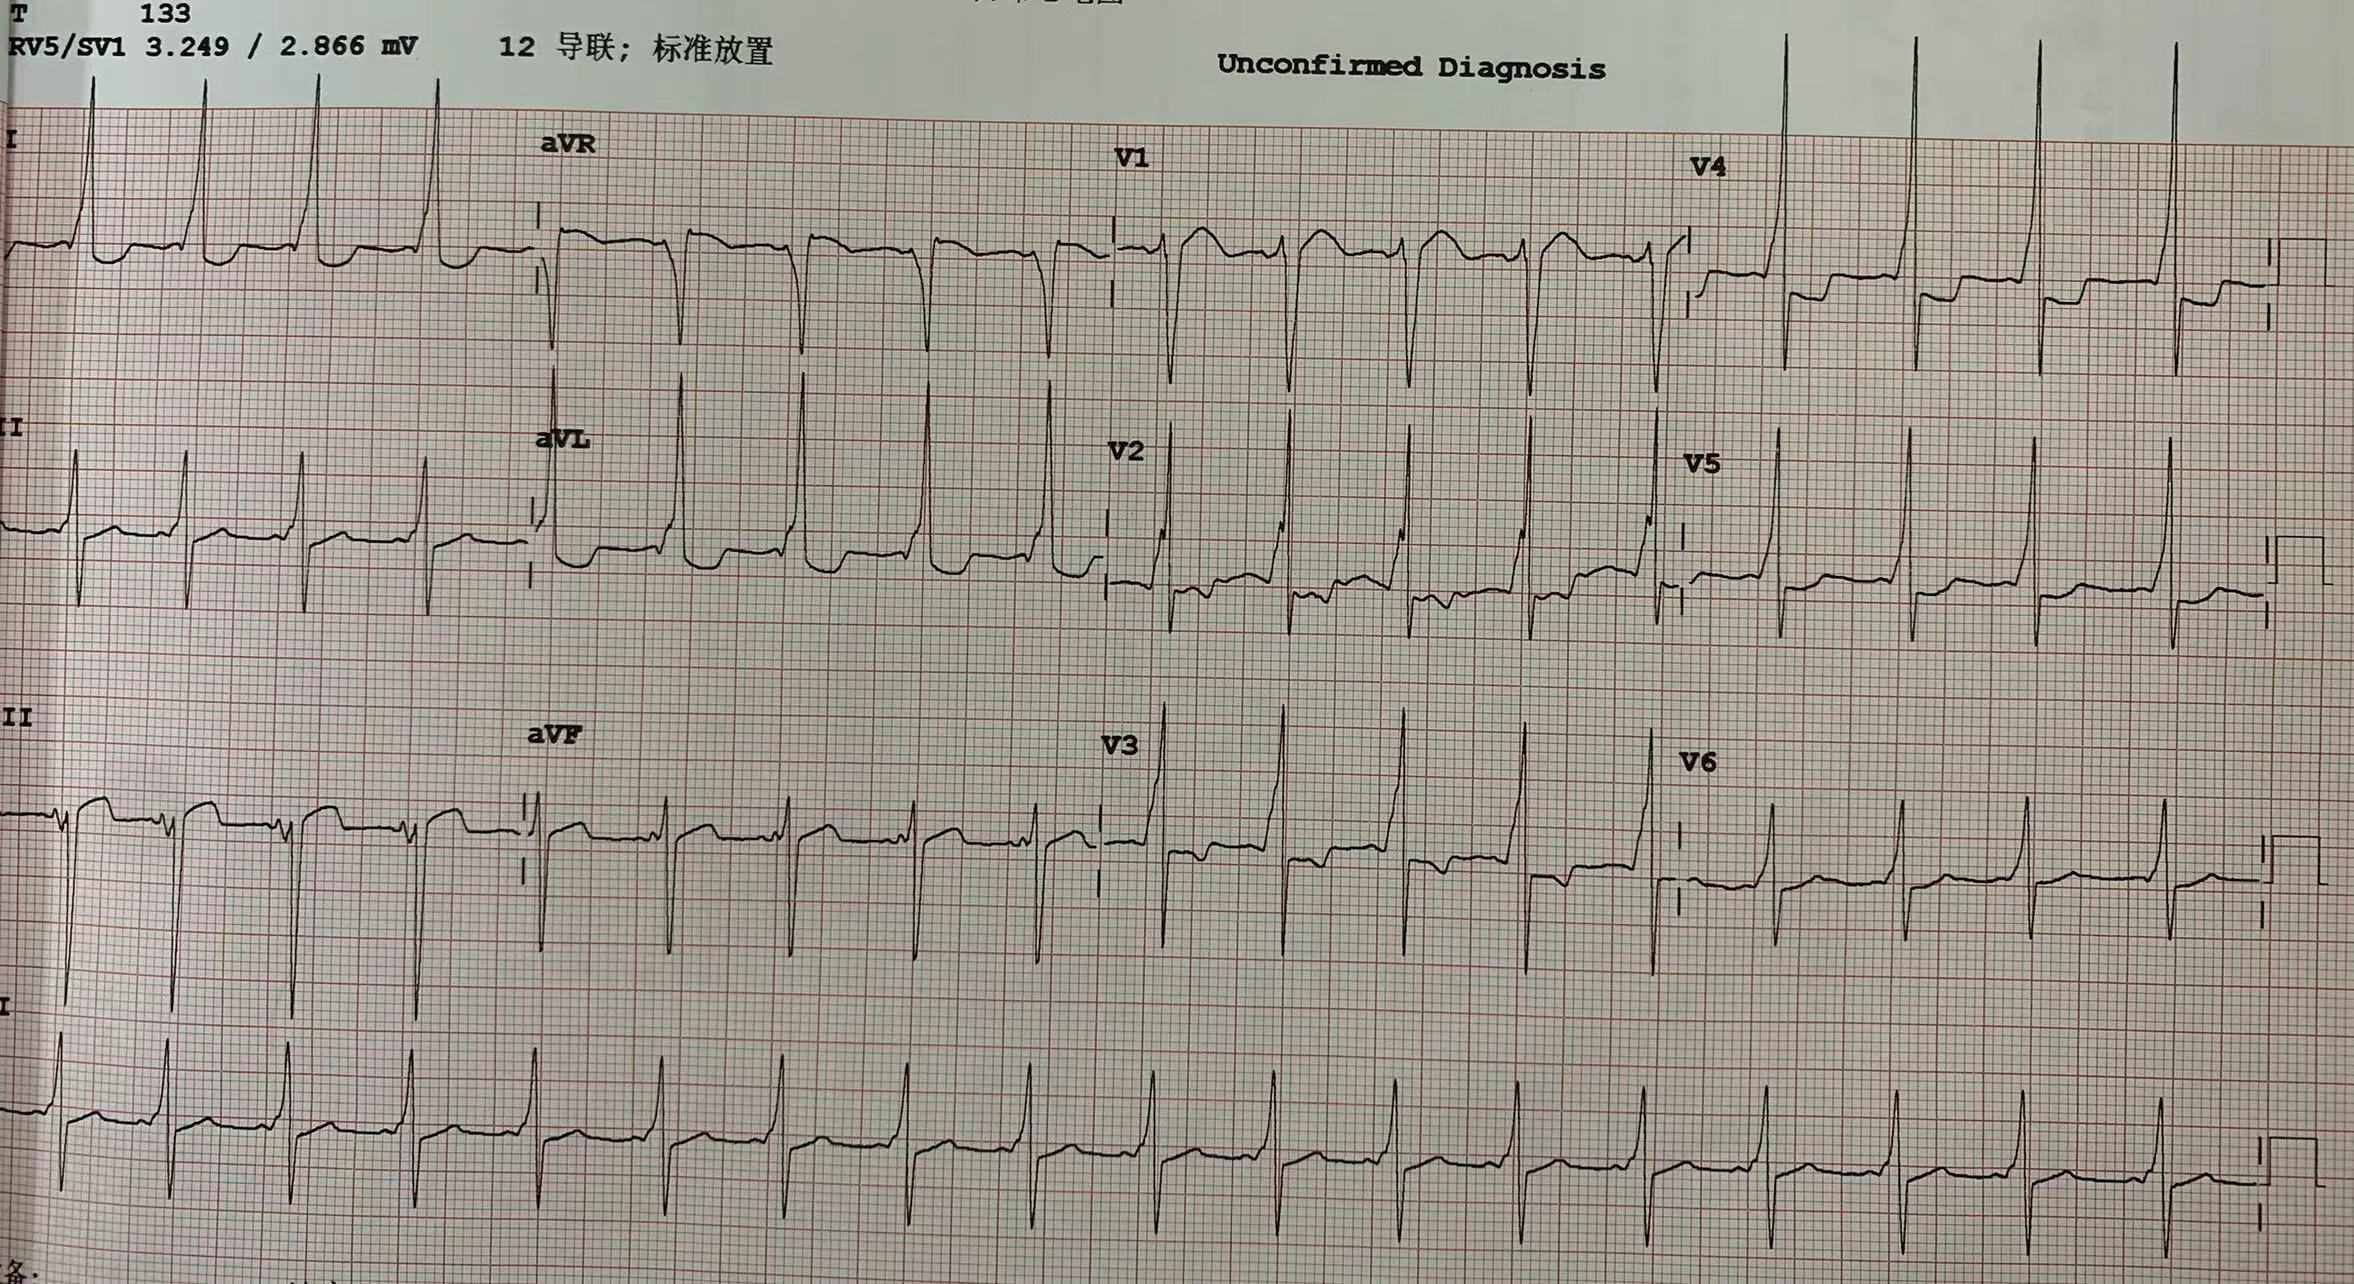 T 133
RV5/SV1 3.249 / 2.866 mV 12 导联; 标准放置
Unconfirmed Diagnosis
I aVR V1 V4
II aVL V2 V5
II aVF V3 V6
I
备: